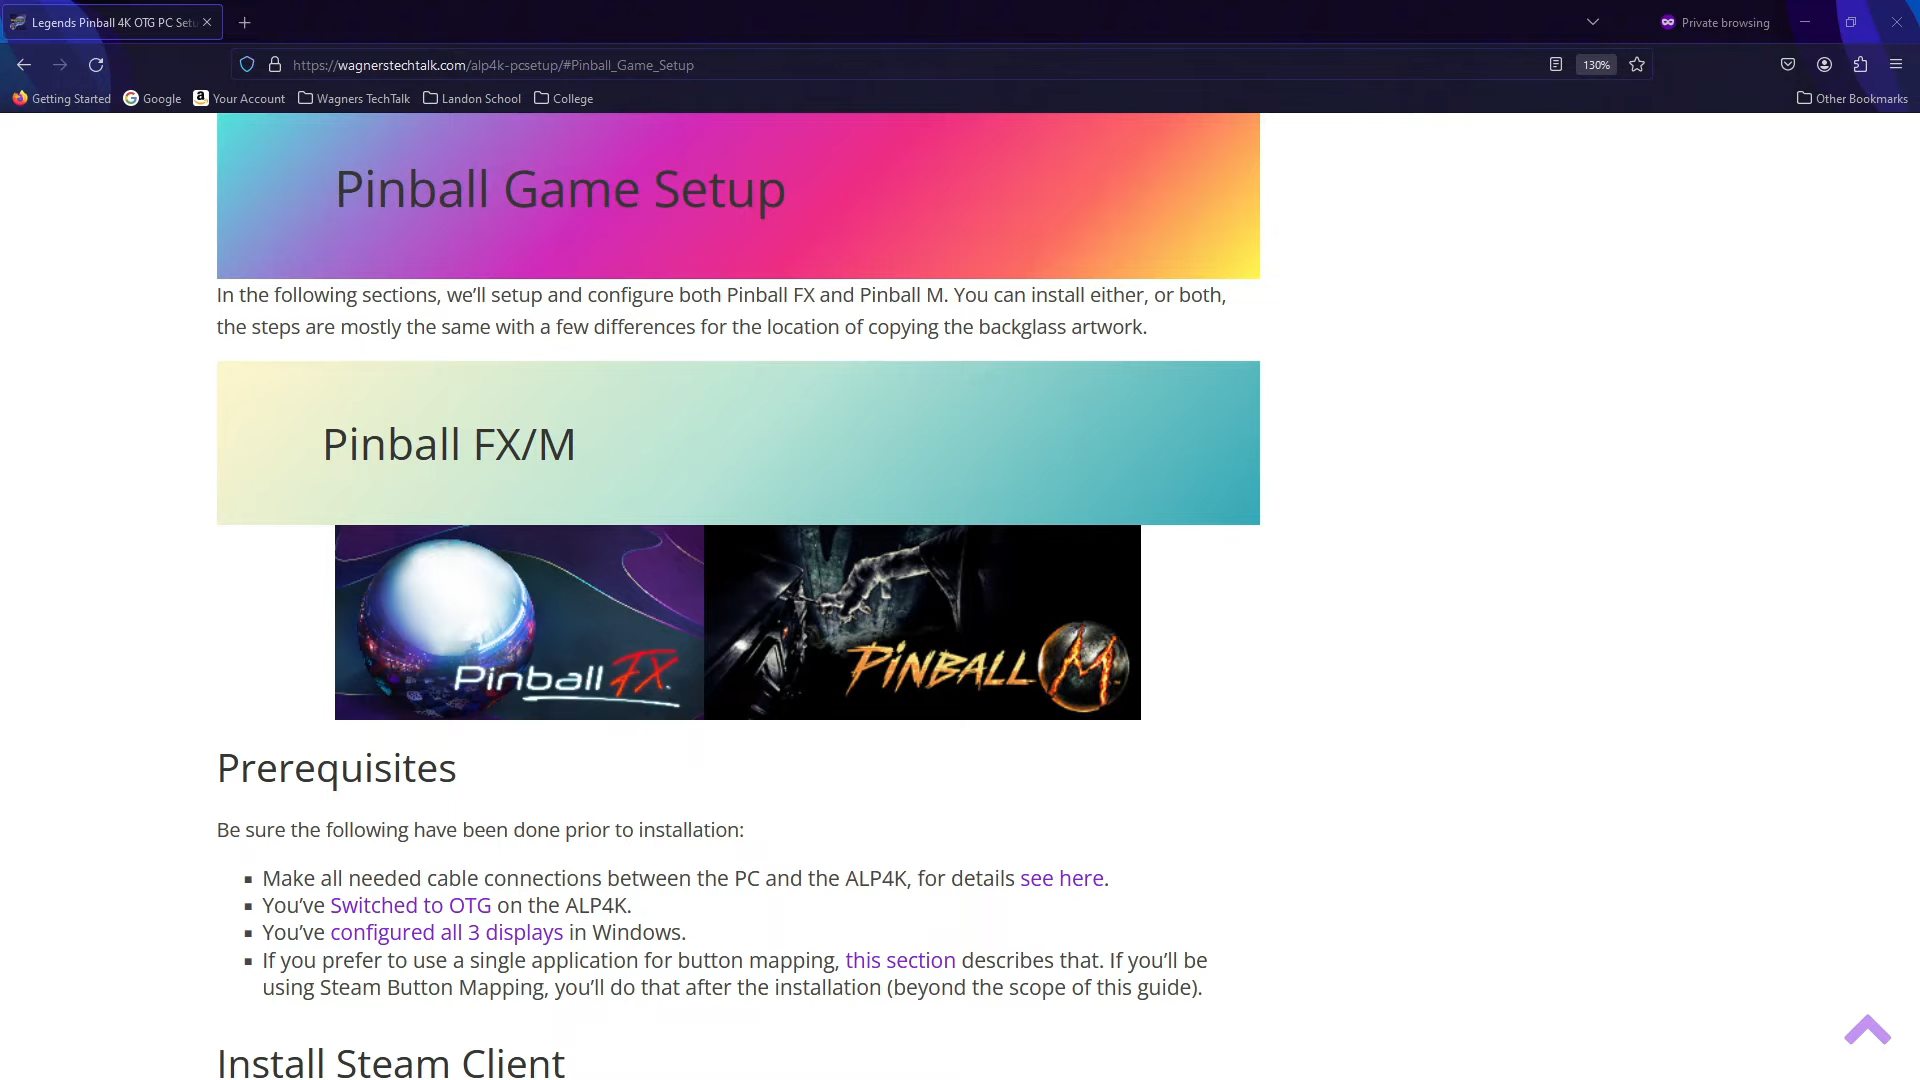 Legends Pinball 4K OTG PC Setu
Private browsing
https://wagnerstechtalk.com/alp4k-pcsetup/#Pinball_Game_Setup
130%
Getting Started
Google
Your Account
Wagners TechTalk
Landon School
College
Other Bookmarks
Pinball Game Setup
In the following sections, we’ll setup and configure both Pinball FX and Pinball M. You can install either, or both,
the steps are mostly the same with a few differences for the location of copying the backglass artwork.
Pinball FX/M
Pinball FX
PINBALL M
Prerequisites
Be sure the following have been done prior to installation:
Make all needed cable connections between the PC and the ALP4K, for details see here.
You’ve Switched to OTG on the ALP4K.
You’ve configured all 3 displays in Windows.
If you prefer to use a single application for button mapping, this section describes that. If you’ll be
using Steam Button Mapping, you’ll do that after the installation (beyond the scope of this guide).
Install Steam Client